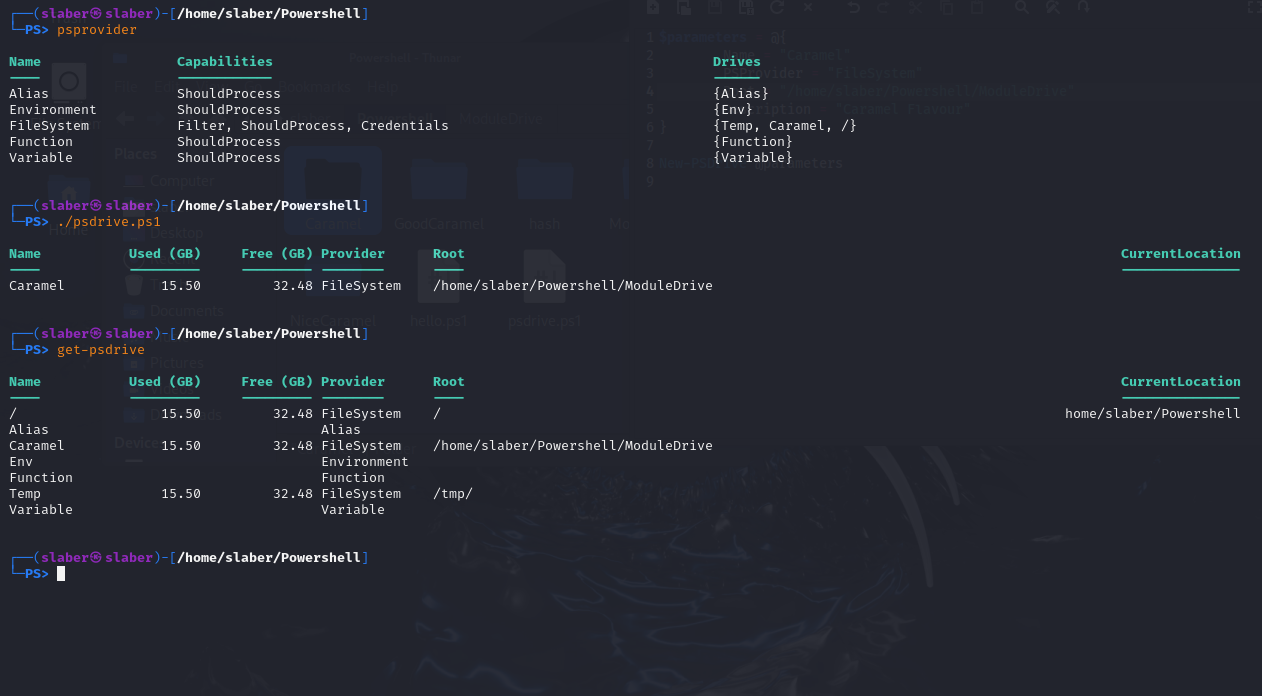 ┌──(slaber㉿slaber)-[/home/slaber/Powershell]
└─PS> psprovider
Name Capabilities Drives
Alias ShouldProcess {Alias}
Environment ShouldProcess {Env}
FileSystem Filter, ShouldProcess, Credentials {Temp, Caramel, /}
Function ShouldProcess {Function}
Variable ShouldProcess {Variable}
┌──(slaber㉿slaber)-[/home/slaber/Powershell]
└─PS> ./psdrive.ps1
Name Used (GB) Free (GB) Provider Root CurrentLocation
Caramel 15.50 32.48 FileSystem /home/slaber/Powershell/ModuleDrive
┌──(slaber㉿slaber)-[/home/slaber/Powershell]
└─PS> get-psdrive
Name Used (GB) Free (GB) Provider Root CurrentLocation
/ 15.50 32.48 FileSystem / home/slaber/Powershell
Alias Alias
Caramel 15.50 32.48 FileSystem /home/slaber/Powershell/ModuleDrive
Env Environment
Function Function
Temp 15.50 32.48 FileSystem /tmp/
Variable Variable
┌──(slaber㉿slaber)-[/home/slaber/Powershell]
└─PS>